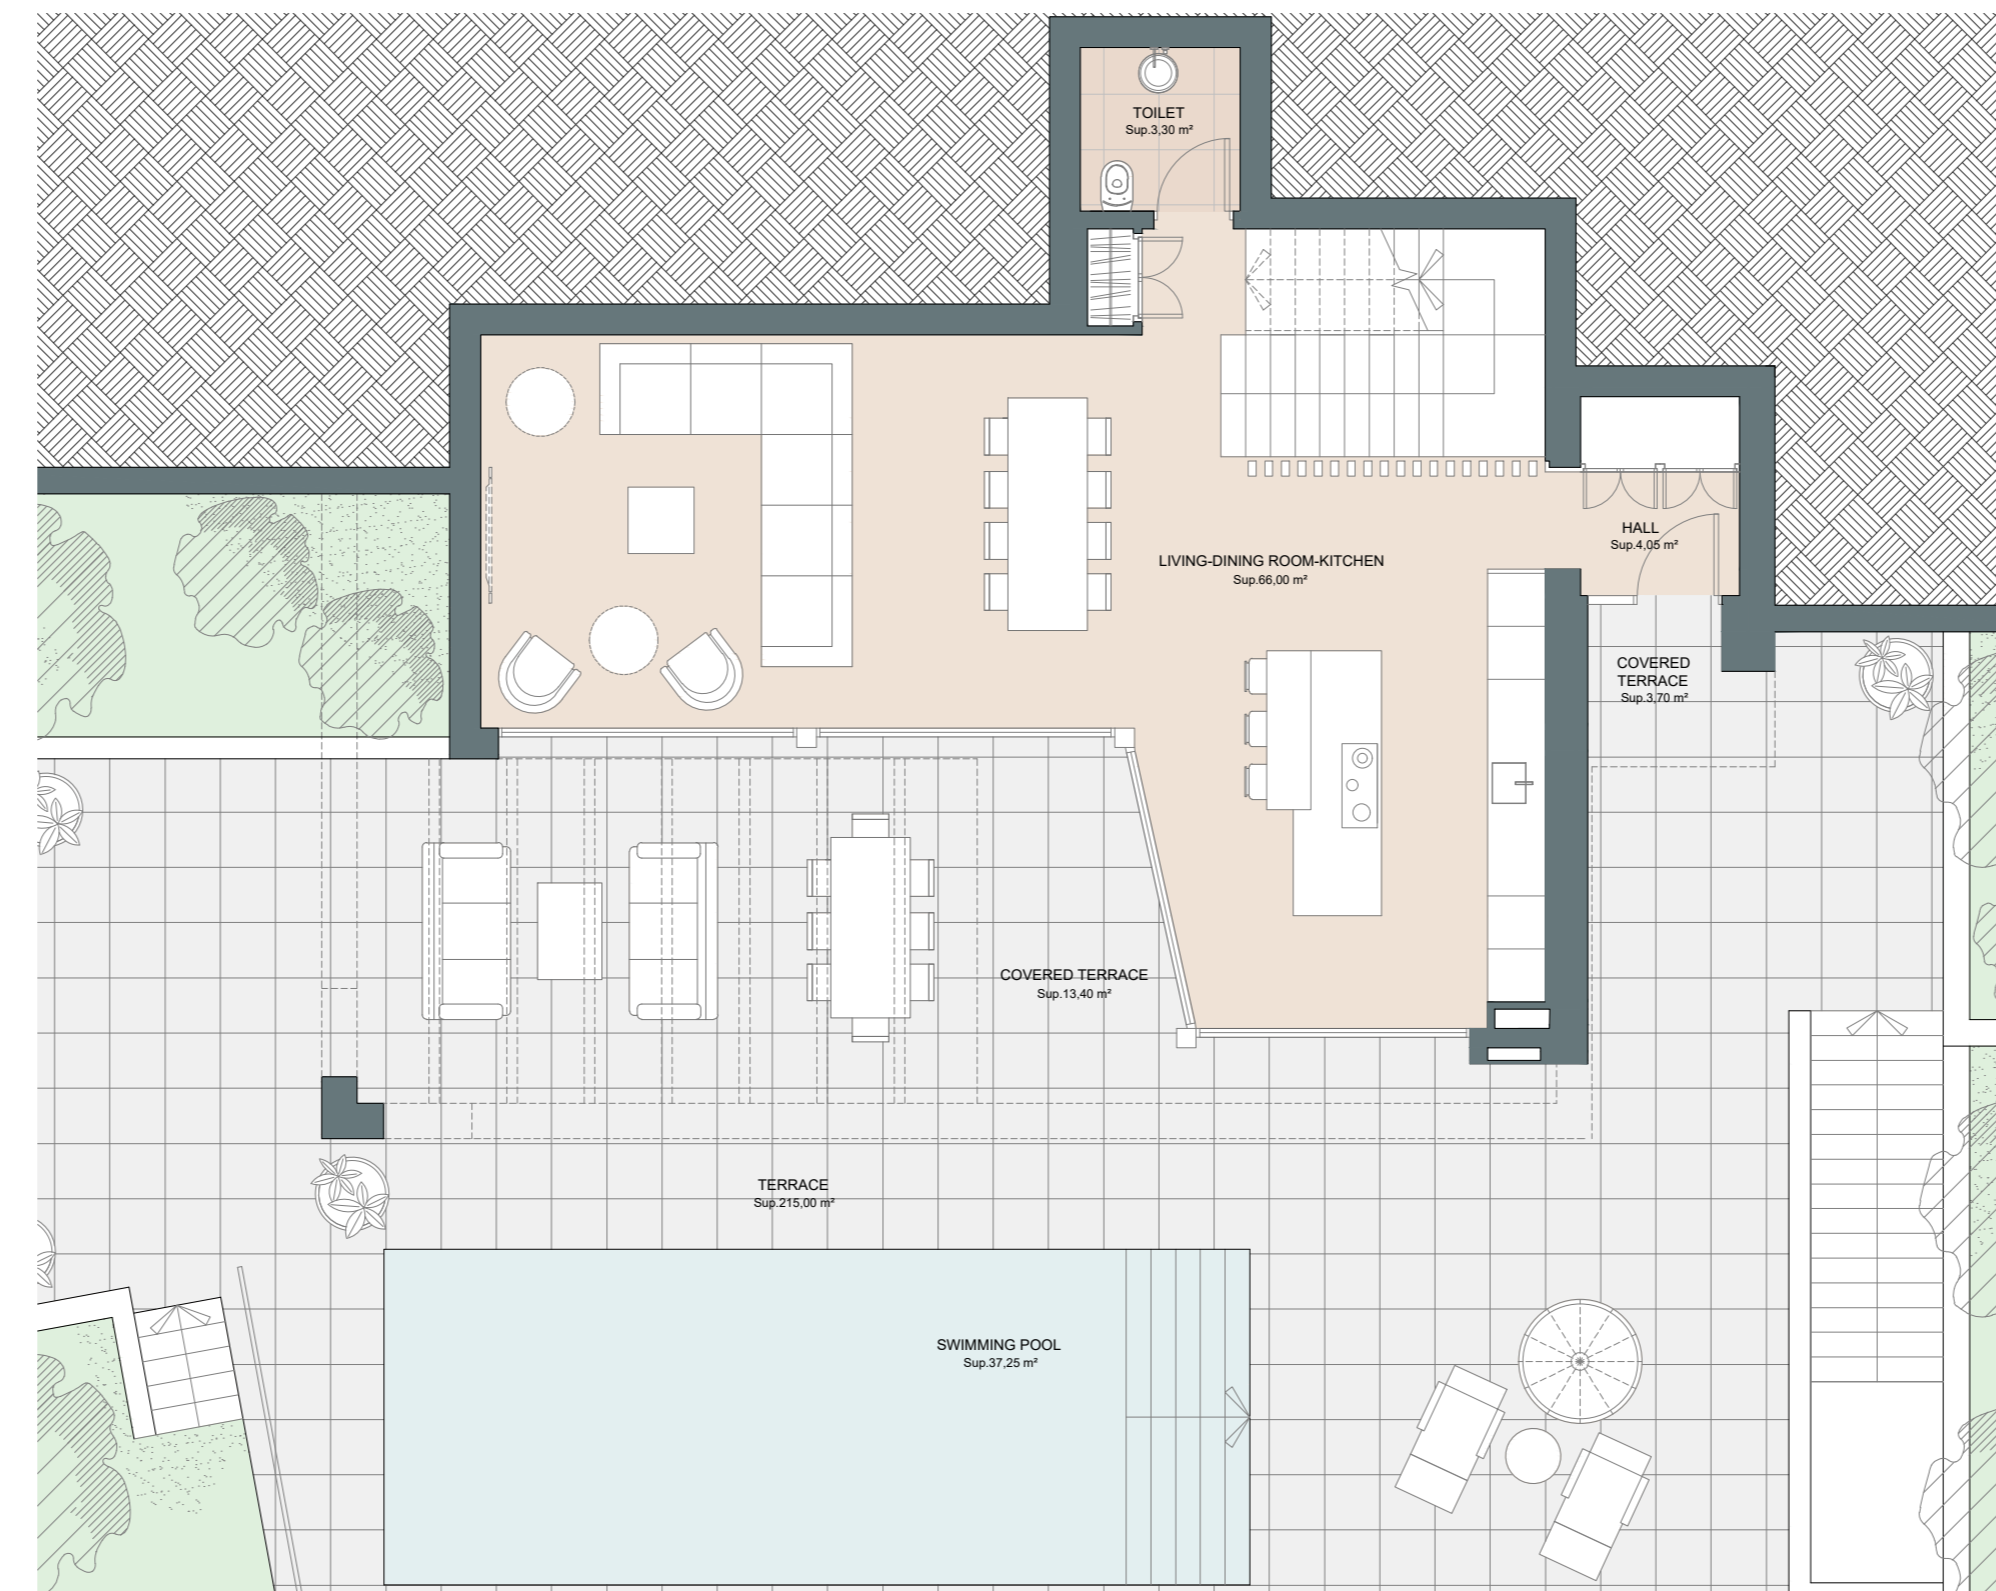 TOILET
Sup.3,30 m²
HALL
Sup.4,05 m²
LIVING-DINING ROOM-KITCHEN
Sup.66,00 m²
COVERED
TERRACE
Sup.3,70 m²
COVERED TERRACE
Sup.13,40 m²
TERRACE
Sup.215,00 m²
SWIMMING POOL
Sup.37,25 m²